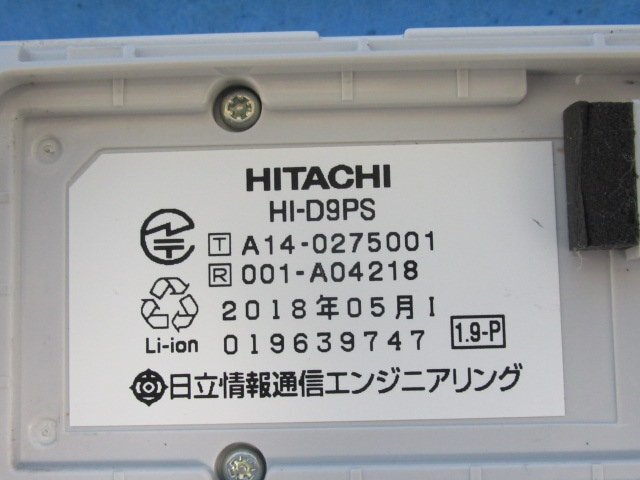 HITACHI
HI-D9PS
T A14-0275001
R 001-A04218
2018年05月I
Li-ion 019639747 1.9-P
日立情報通信エンジニアリング